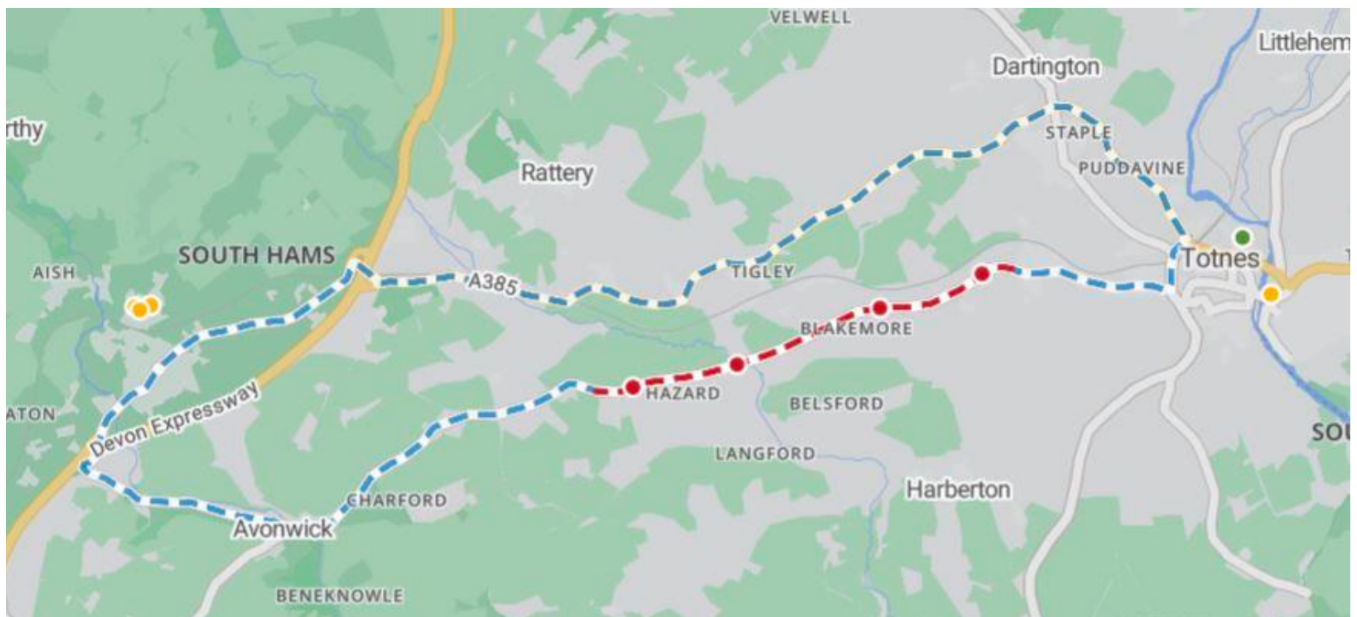 VELWELL
Littlehem
Dartington
rthy
STAPLE
Rattery
PUDDAVINE
SOUTH HAMS
Totnes
AISH
TIGLEY
A385
BLAKEMORE
HAZARD
BELSFORD
ATON
Devon Expressway
SOU
LANGFORD
Harberton
CHARFORD
Avonwick
BENEKNOWLE